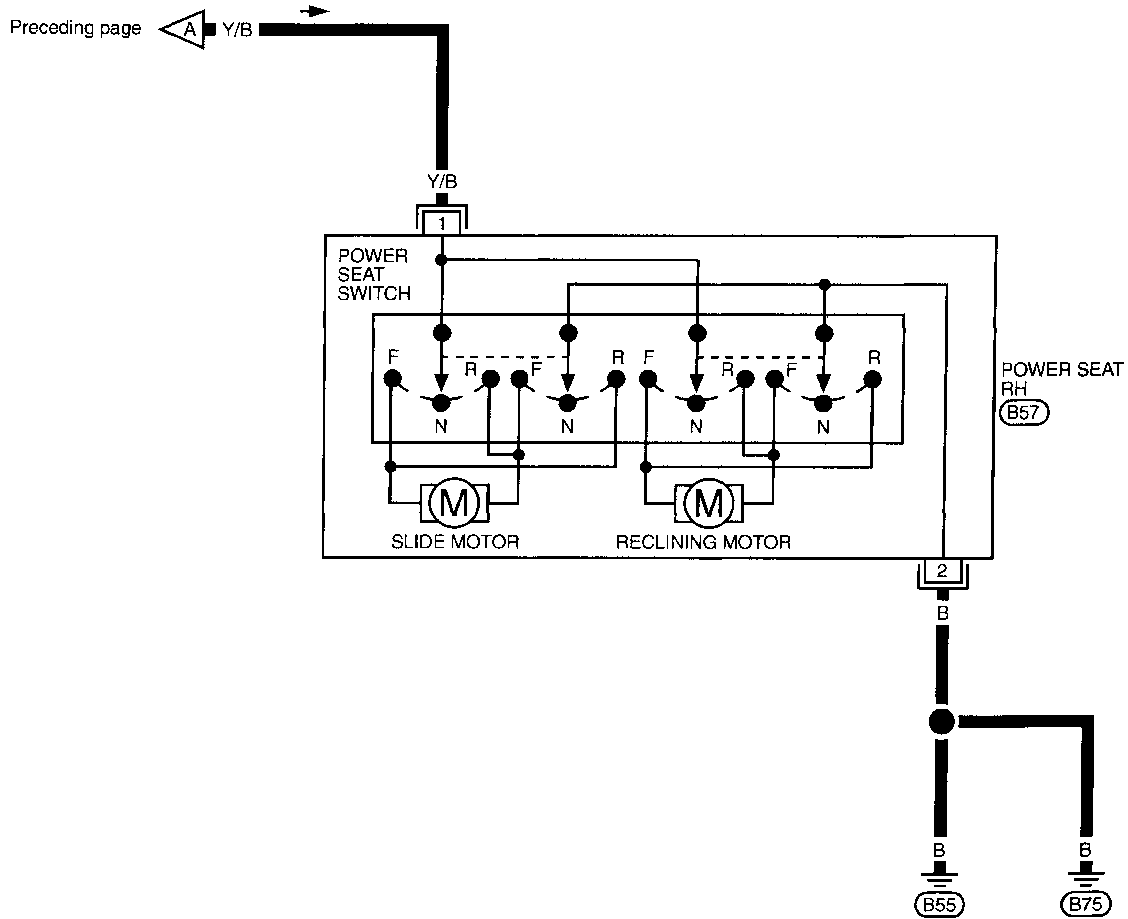 Preceding page A Y/B
Y/B
1
POWER
SEAT
SWITCH
F R F R F R F R
N N N N
POWER SEAT
RH
B57
M M
SLIDE MOTOR RECLINING MOTOR
2
B
B B
B55 B75